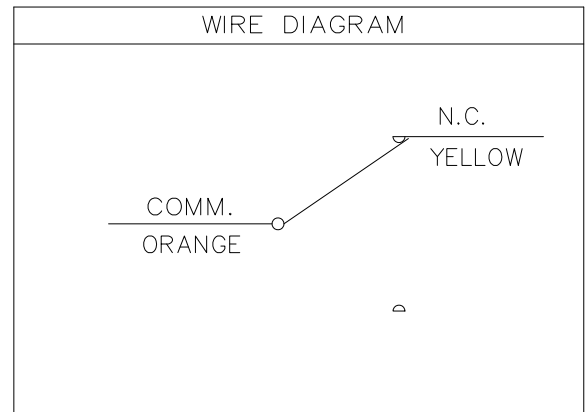 WIRE DIAGRAM
N.C.
YELLOW
COMM.
ORANGE